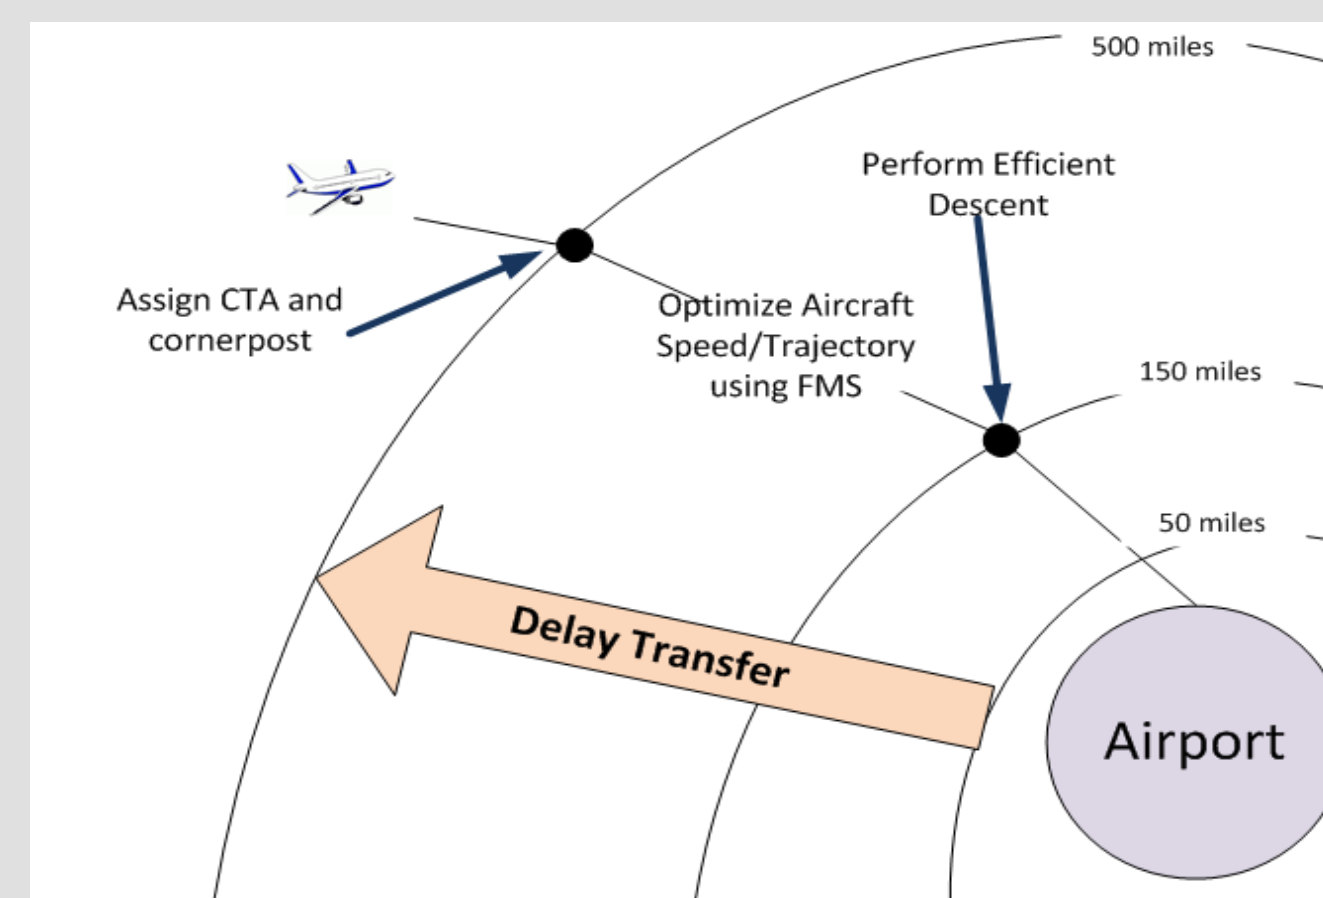 500 miles
Perform Efficient
Descent
Assign CTA and
cornerpost
Optimize Aircraft
Speed/Trajectory
using FMS
150 miles
50 miles
Delay Transfer
Airport